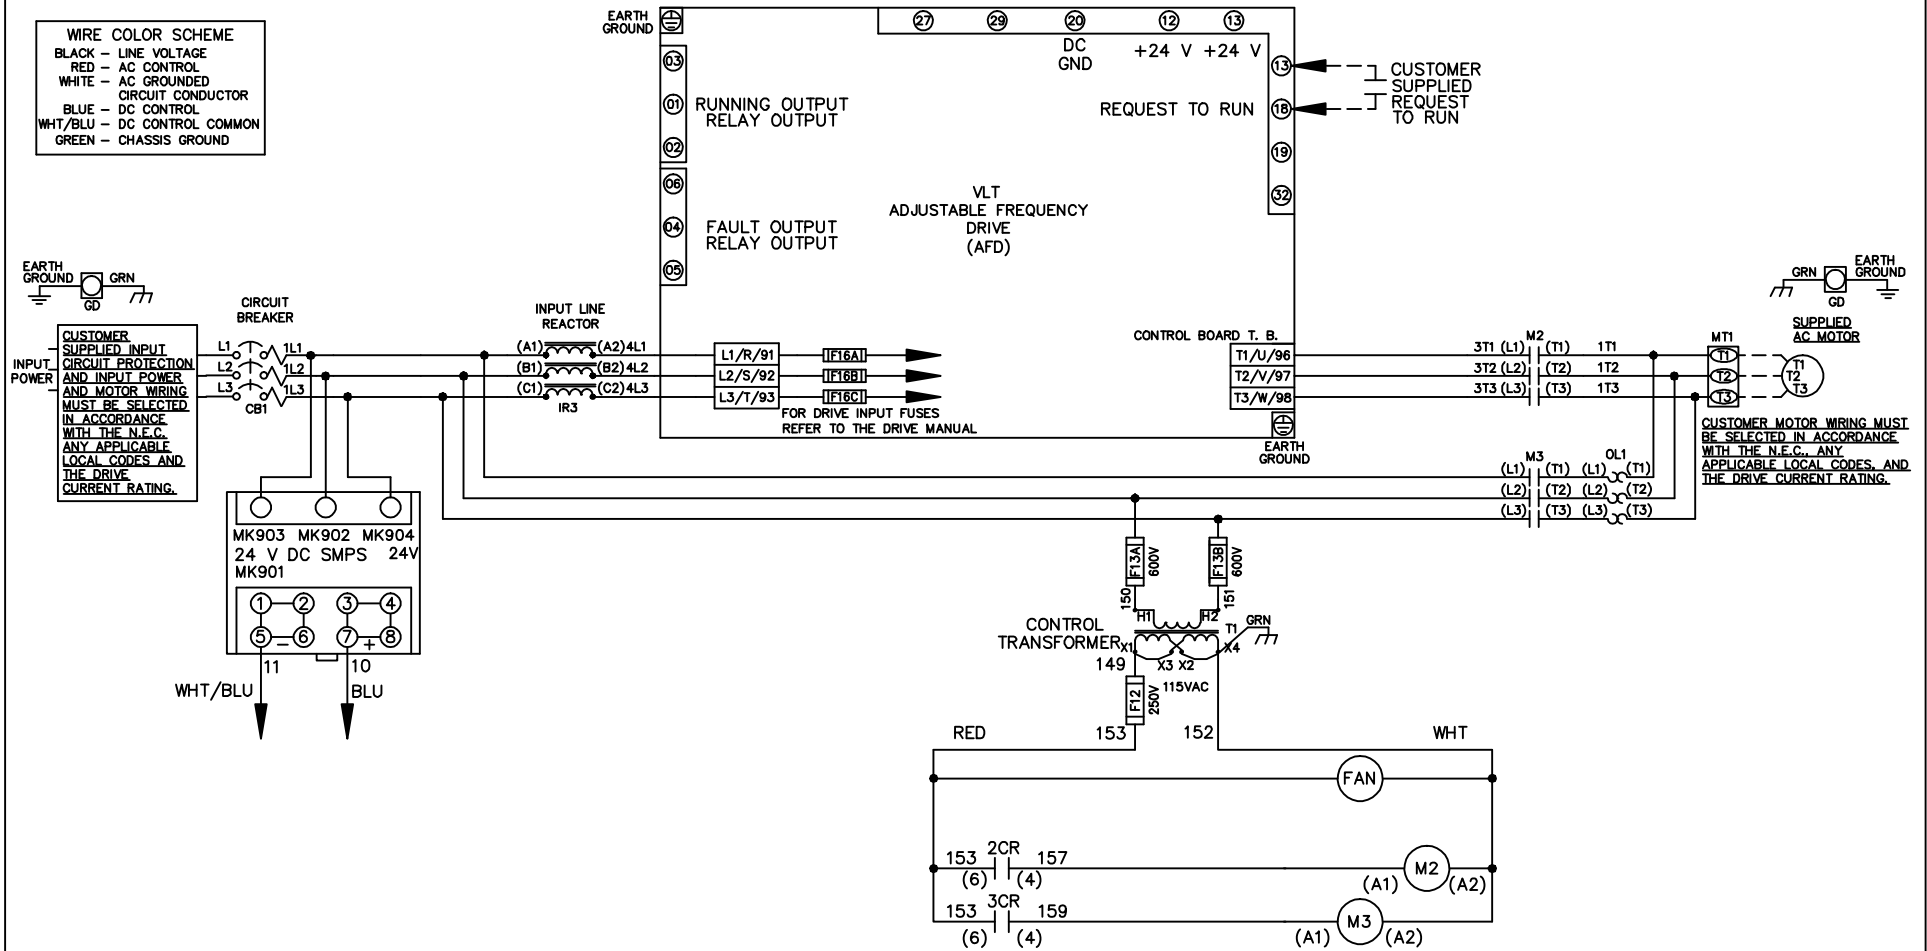 WIRE COLOR SCHEME
BLACK – LINE VOLTAGE
RED – AC CONTROL
WHITE – AC GROUNDED
CIRCUIT CONDUCTOR
BLUE – DC CONTROL
WHT/BLU – DC CONTROL COMMON
GREEN – CHASSIS GROUND
EARTH
GROUND
27
29
20
12
13
DC
GND
+24 V
+24 V
03
01
02
RUNNING OUTPUT
RELAY OUTPUT
06
04
05
FAULT OUTPUT
RELAY OUTPUT
VLT
ADJUSTABLE FREQUENCY
DRIVE
(AFD)
REQUEST TO RUN
13
18
19
32
CUSTOMER
SUPPLIED
REQUEST
TO RUN
EARTH
GROUND
GRN
GD
INPUT
POWER
CUSTOMER
SUPPLIED INPUT
CIRCUIT PROTECTION
AND INPUT POWER
AND MOTOR WIRING
MUST BE SELECTED
IN ACCORDANCE
WITH THE N.E.C.
ANY APPLICABLE
LOCAL CODES AND
THE DRIVE
CURRENT RATING.
CIRCUIT
BREAKER
L1
L2
L3
1L1
1L2
1L3
CB1
INPUT LINE
REACTOR
(A1)
(A2)4L1
(B1)
(B2)4L2
(C1)
(C2)4L3
IR3
L1/R/91
L2/S/92
L3/T/93
F16A
F16B
F16C
FOR DRIVE INPUT FUSES
REFER TO THE DRIVE MANUAL
CONTROL BOARD T. B.
T1/U/96
T2/V/97
T3/W/98
EARTH
GROUND
M2
3T1 (L1) (T1) 1T1
3T2 (L2) (T2) 1T2
3T3 (L3) (T3) 1T3
MT1
T1
T2
T3
T1
T2
T3
GRN
GD
EARTH
GROUND
SUPPLIED
AC MOTOR
CUSTOMER MOTOR WIRING MUST
BE SELECTED IN ACCORDANCE
WITH THE N.E.C., ANY
APPLICABLE LOCAL CODES, AND
THE DRIVE CURRENT RATING.
M3
OL1
(L1) (T1) (L1) (T1)
(L2) (T2) (L2) (T2)
(L3) (T3) (L3) (T3)
MK903 MK902 MK904
24 V DC SMPS 24V
MK901
1 2 3 4
5 – 6 7 + 8
11
10
WHT/BLU
BLU
F13A
600V
F13B
600V
150
151
H1
H2
CONTROL
TRANSFORMER
T1
GRN
X1
X3 X2
X4
149
115VAC
F12
250V
153
152
RED
WHT
FAN
153 2CR 157
(6) (4)
M2
(A1) (A2)
153 3CR 159
(6) (4)
M3
(A1) (A2)